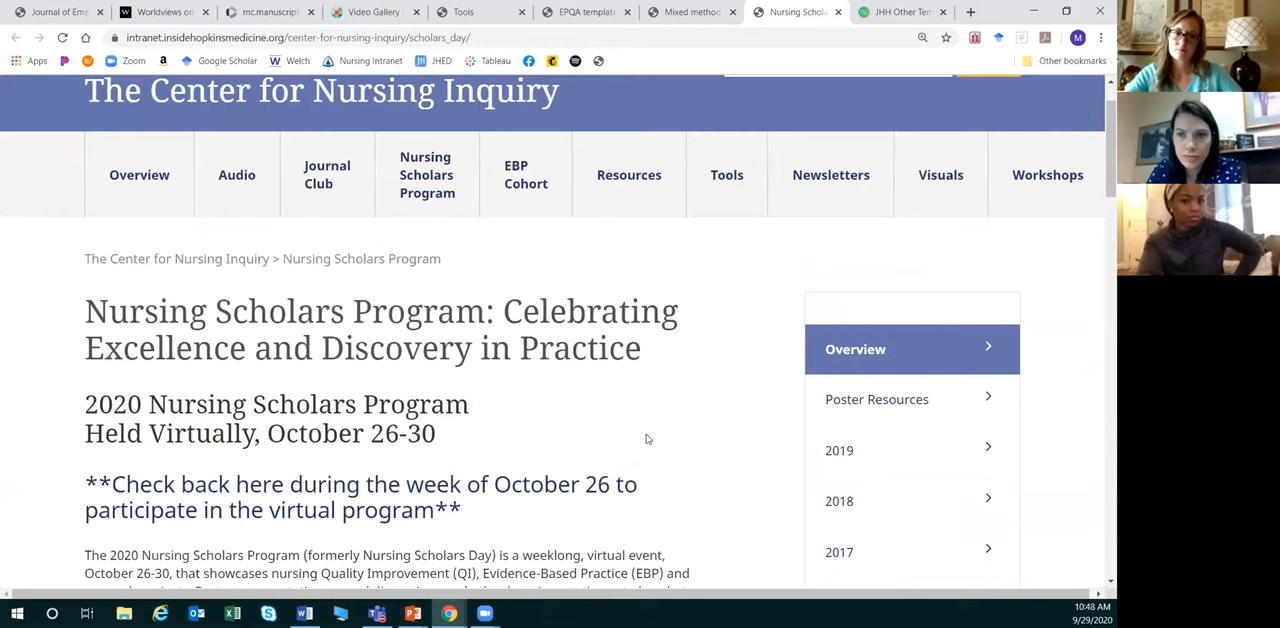 Journal of Eme
Worldviews on
mc.manuscrip
Video Gallery
Tools
EPQA template
Mixed method
Nursing Schola
JHH Other Tem
intranet.insidehopkinsmedicine.org/center-for-nursing-inquiry/scholars_day/
M
Apps
Zoom
Google Scholar
Welch
Nursing Intranet
JHED
Tableau
Other bookmarks
The Center for Nursing Inquiry
Overview
Audio
Journal
Club
Nursing
Scholars
Program
EBP
Cohort
Resources
Tools
Newsletters
Visuals
Workshops
The Center for Nursing Inquiry > Nursing Scholars Program
Nursing Scholars Program: Celebrating
Excellence and Discovery in Practice
2020 Nursing Scholars Program
Held Virtually, October 26-30
**Check back here during the week of October 26 to
participate in the virtual program**
The 2020 Nursing Scholars Program (formerly Nursing Scholars Day) is a weeklong, virtual event,
October 26-30, that showcases nursing Quality Improvement (QI), Evidence-Based Practice (EBP) and
Overview
Poster Resources
2019
2018
2017
10:48 AM
9/29/2020